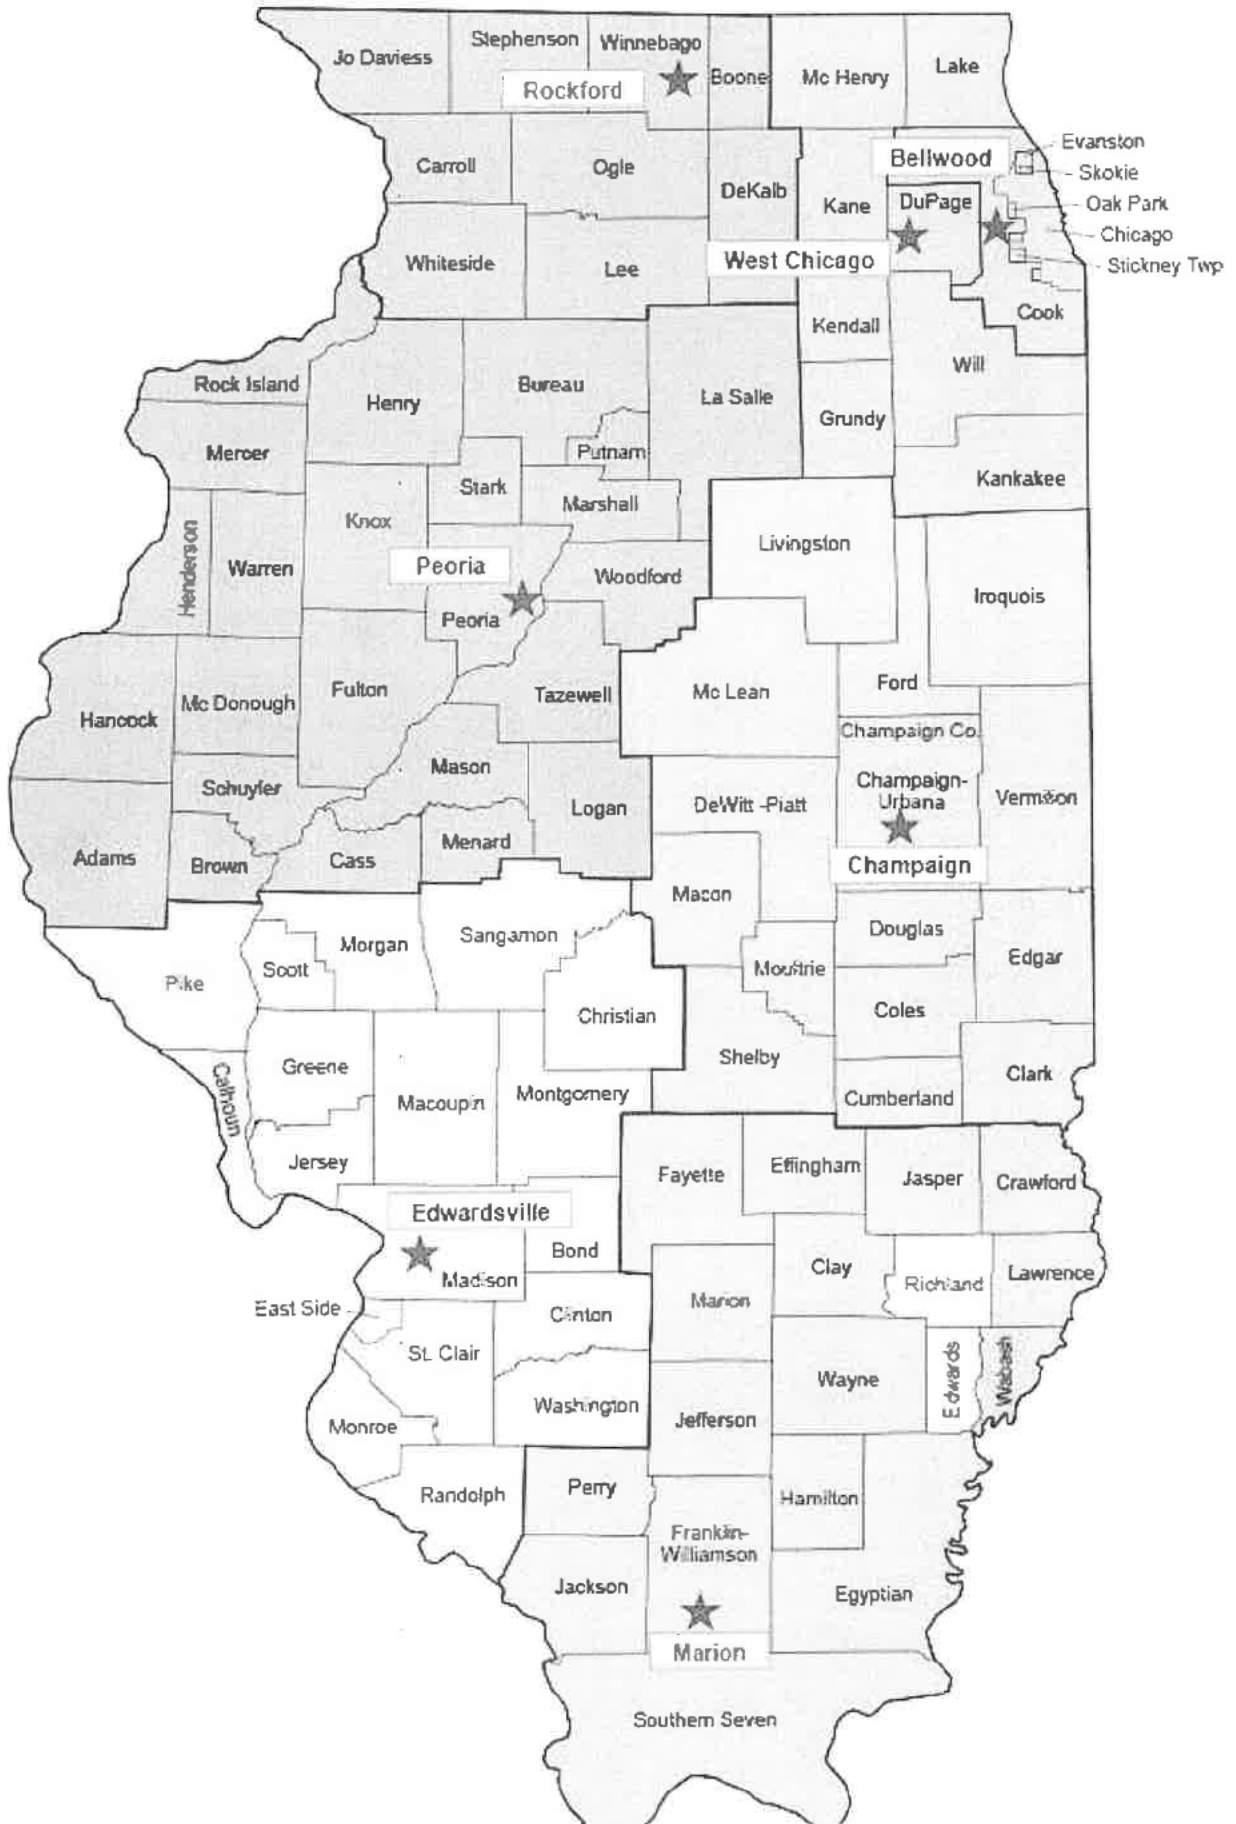 Jo Daviess
Stephenson
Winnebago
Boone
Mc Henry
Lake
Rockford
Carroll
Ogle
DeKalb
Kane
Bellwood
DuPage
Evanston
Skokie
Oak Park
Chicago
Stickney Twp
Whiteside
Lee
West Chicago
Cook
Kendall
Will
Rock Island
Henry
Bureau
La Salle
Grundy
Putnam
Mercer
Stark
Marshall
Kankakee
Knox
Livingston
Henderson
Warren
Peoria
Woodford
Iroquois
Peoria
Hancock
Mc Donough
Fulton
Tazewell
Mc Lean
Ford
Champaign Co.
Schuyler
Mason
Logan
DeWitt -Piatt
Champaign-
Urbana
Vermilion
Adams
Brown
Cass
Menard
Champaign
Macon
Douglas
Edgar
Pike
Scott
Morgan
Sangamon
Moultrie
Coles
Christian
Shelby
Clark
Cumberland
Calhoun
Greene
Macoupin
Montgomery
Jersey
Fayette
Effingham
Jasper
Crawford
Edwardsville
Bond
Madison
Clay
Richland
Lawrence
East Side
Clinton
Marion
St. Clair
Wayne
Edwards
Wabash
Monroe
Washington
Jefferson
Randolph
Perry
Hamilton
Franklin-
Williamson
Jackson
Egyptian
Marion
Southern Seven